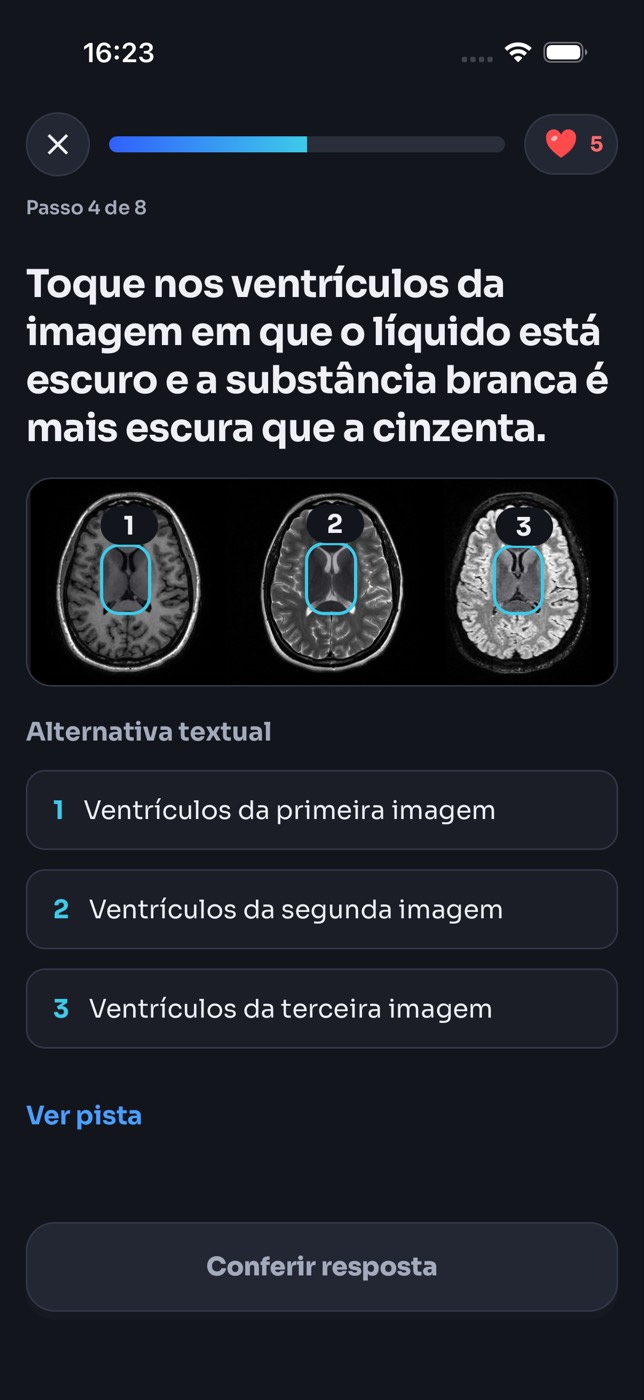 16:23
5
Passo 4 de 8
Toque nos ventrículos da
imagem em que o líquido está
escuro e a substância branca é
mais escura que a cinzenta.
1
2
3
Alternativa textual
1 Ventrículos da primeira imagem
2 Ventrículos da segunda imagem
3 Ventrículos da terceira imagem
Ver pista
Conferir resposta